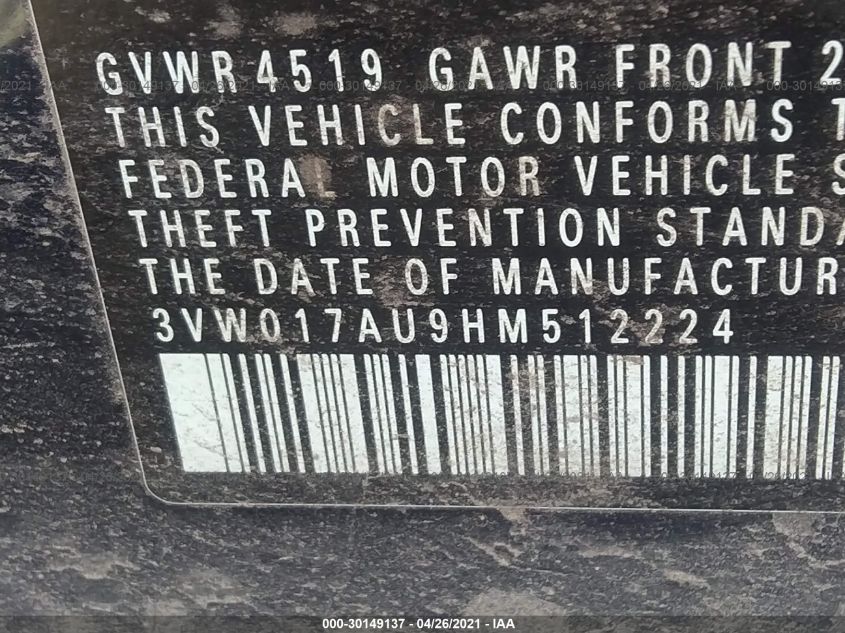 GVWR 4519 GAWR FRONT 2
THIS VEHICLE CONFORMS T
FEDERAL MOTOR VEHICLE S
THEFT PREVENTION STANDA
THE DATE OF MANUFACTUR
3VW017AU9HM512224
000-30149137 - 04/26/2021 - IAA